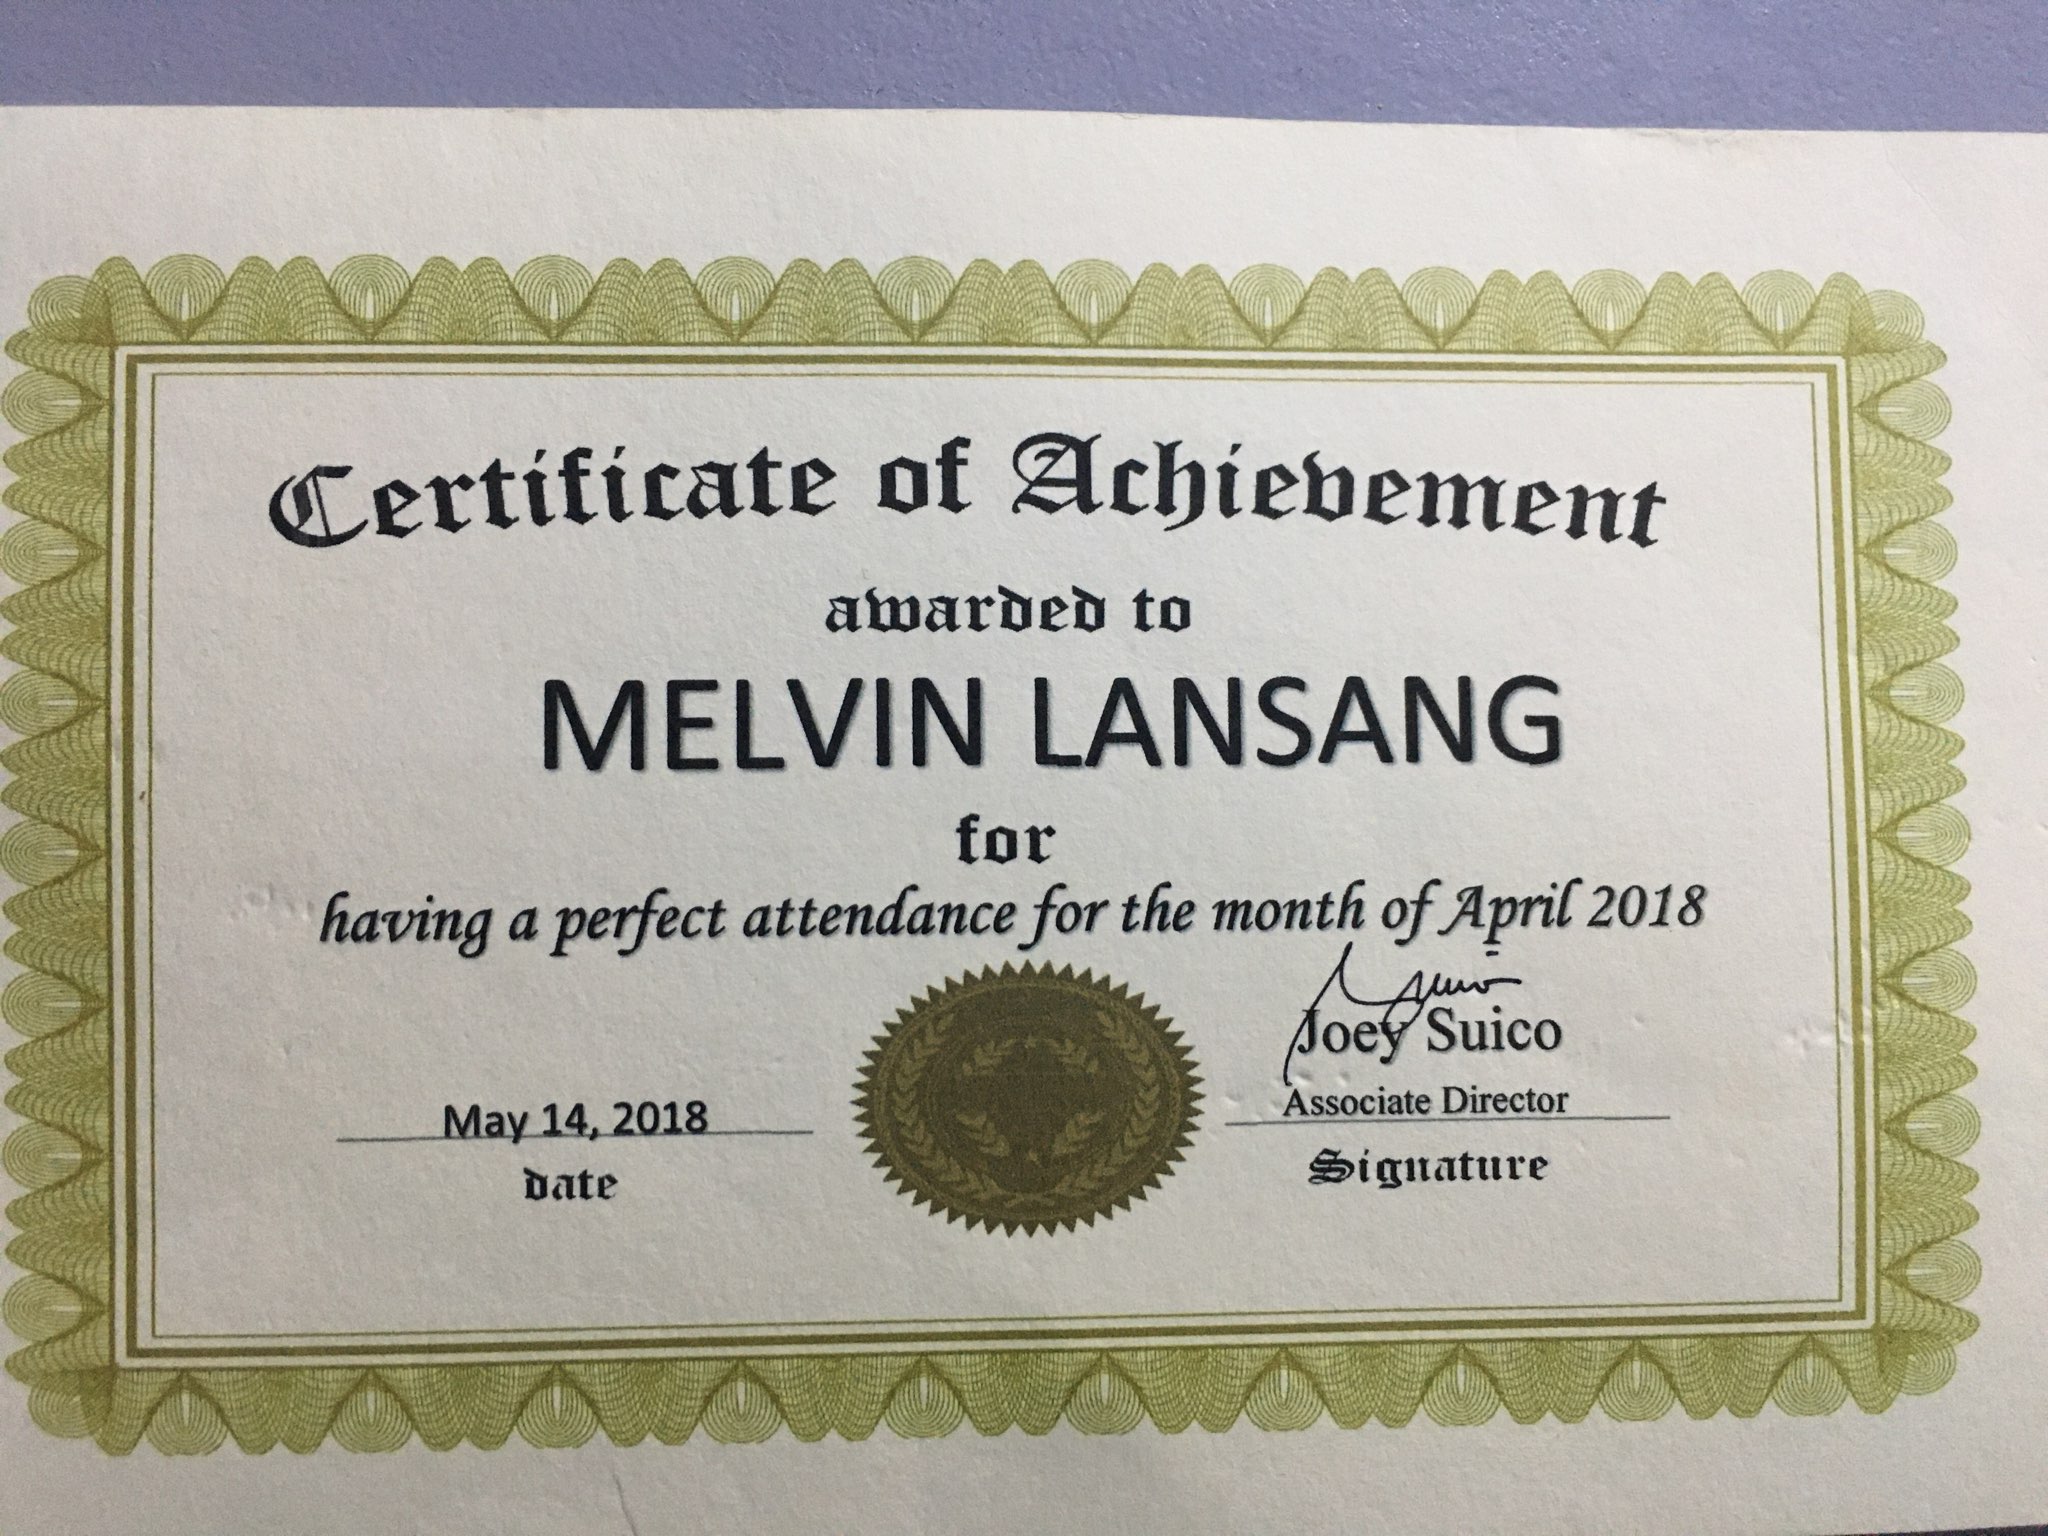 Certificate of Achievement
awarded to
MELVIN LANSANG
for
having a perfect attendance for the month of April 2018
Joey Suico
Associate Director
May 14, 2018
Signature
date